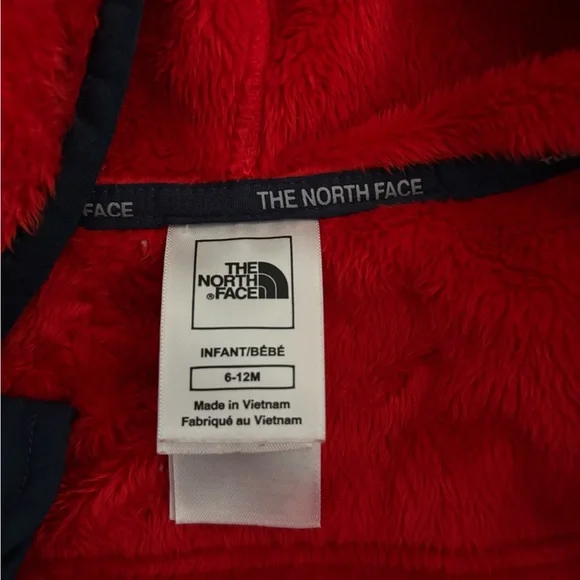 FACE THE NORTH FACE
THE
NORTH
®FACE
INFANT/BÉBÉ
6-12M
Made in Vietnam
Fabriqué au Vietnam